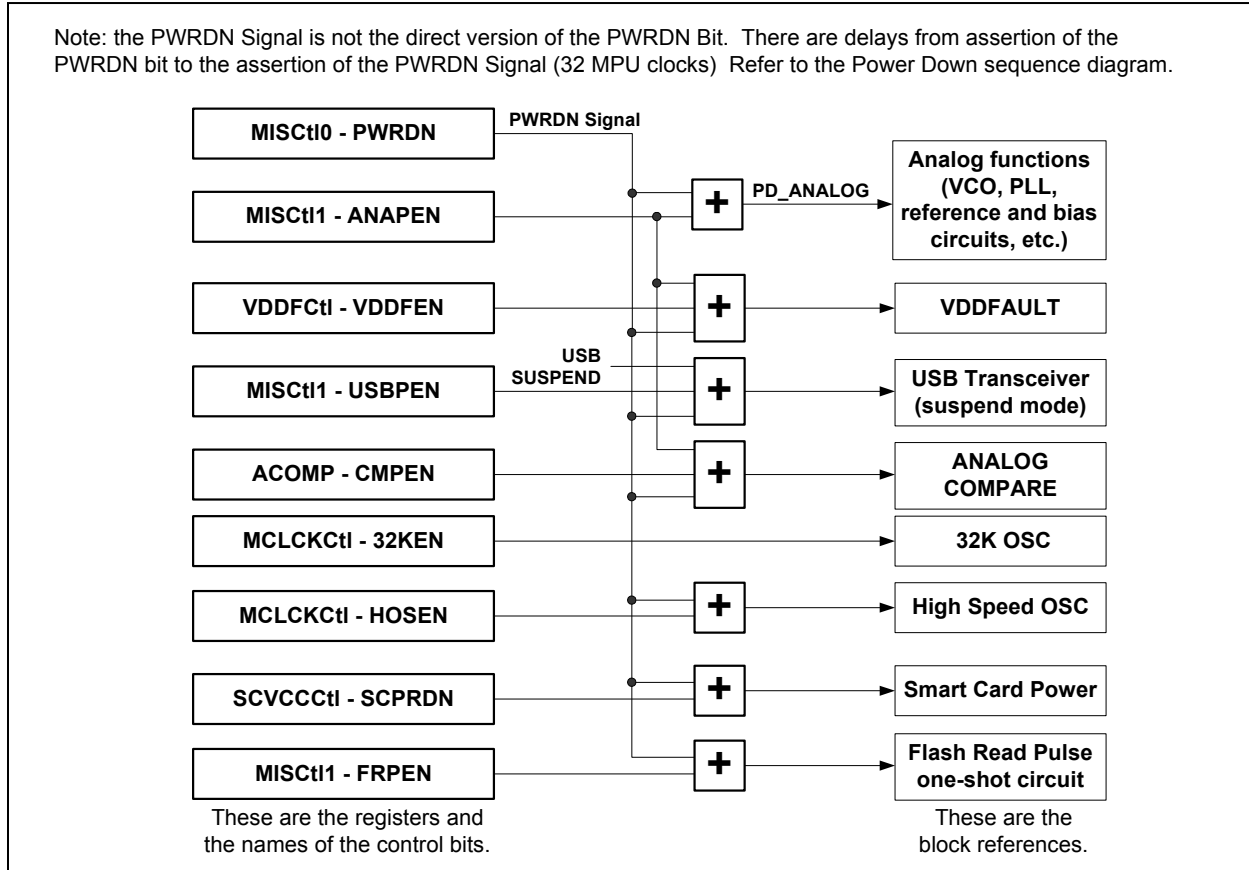 Note: the PWRDN Signal is not the direct version of the PWRDN Bit. There are delays from assertion of the
PWRDN bit to the assertion of the PWRDN Signal (32 MPU clocks) Refer to the Power Down sequence diagram.
MISCtl0 - PWRDN
PWRDN Signal
MISCtl1 - ANAPEN
+
PD_ANALOG
Analog functions
(VCO, PLL,
reference and bias
circuits, etc.)
VDDFCtl - VDDFEN
+
VDDFAULT
MISCtl1 - USBPEN
USB
SUSPEND
+
USB Transceiver
(suspend mode)
ACOMP - CMPEN
+
ANALOG
COMPARE
MCLCKCtl - 32KEN
32K OSC
MCLCKCtl - HOSEN
+
High Speed OSC
SCVCCCtl - SCPRDN
+
Smart Card Power
MISCtl1 - FRPEN
+
Flash Read Pulse
one-shot circuit
These are the registers and
the names of the control bits.
These are the
block references.